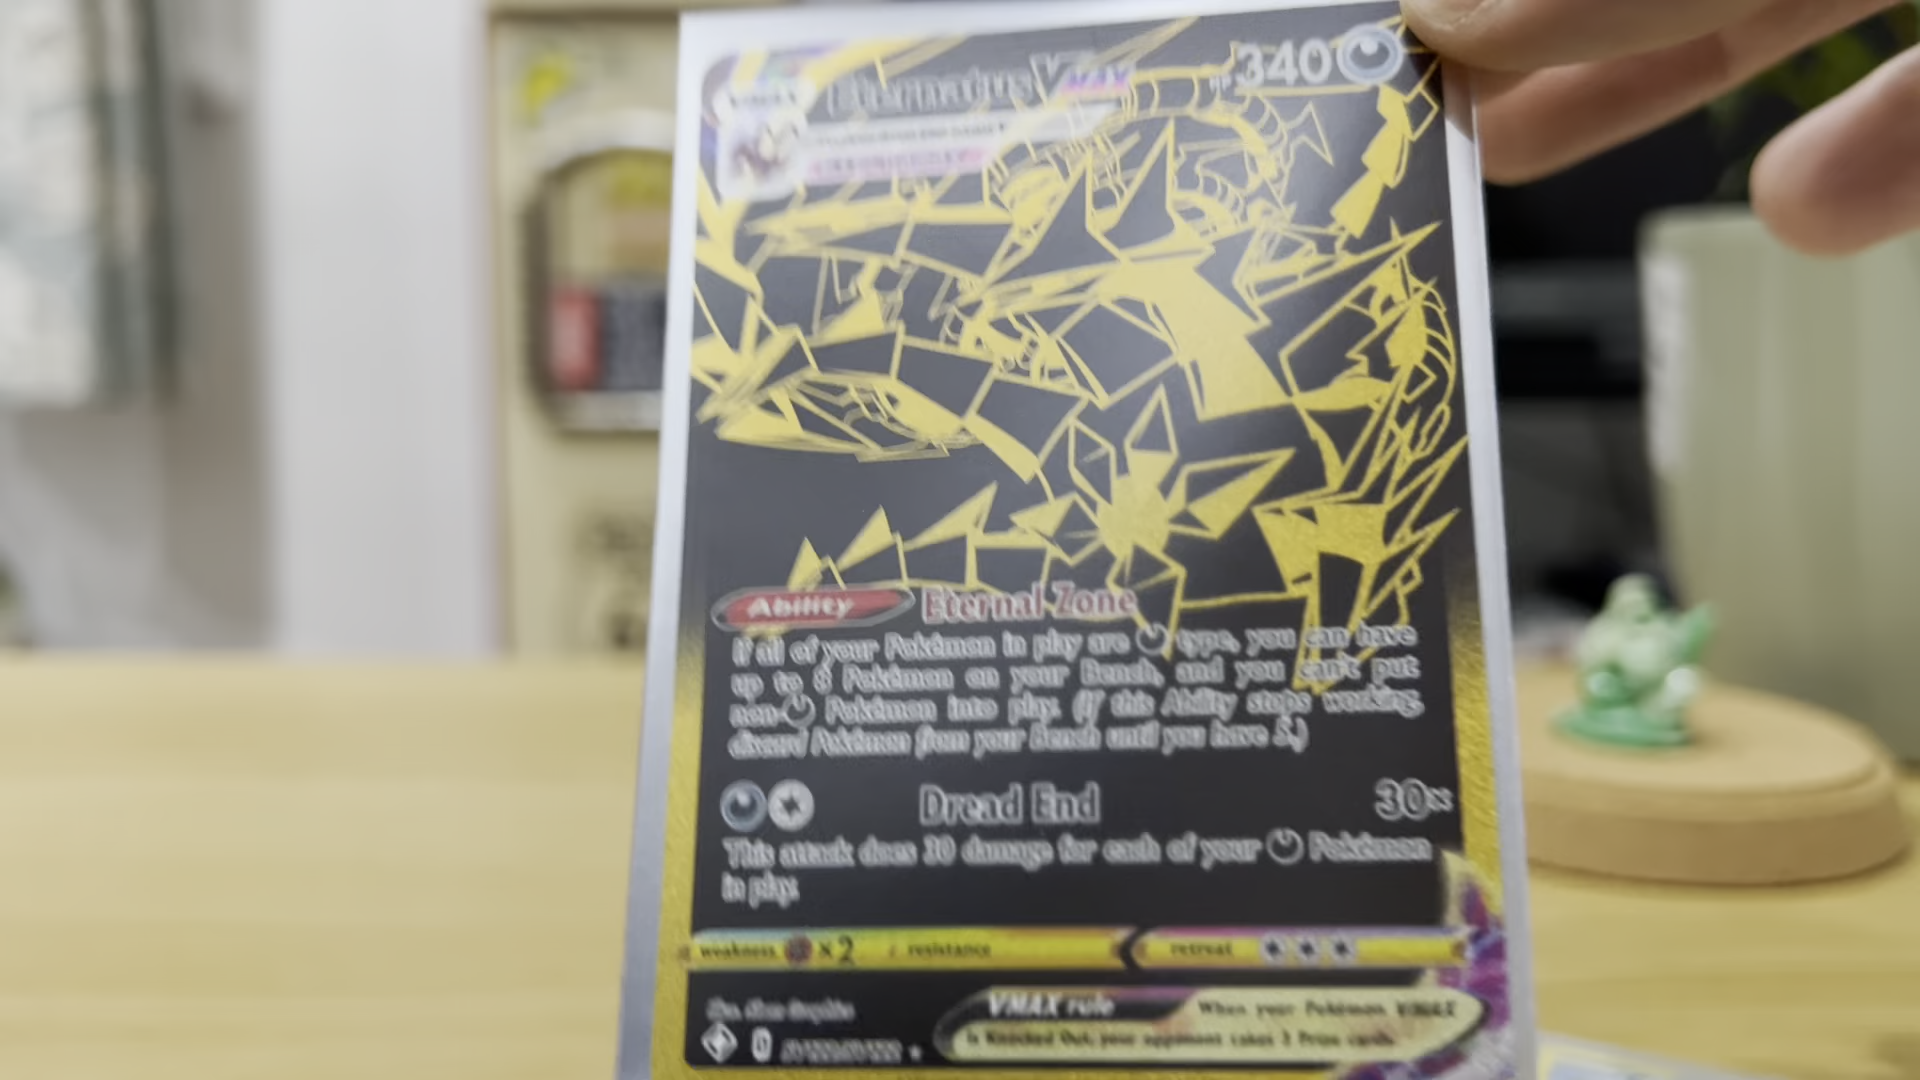 VMAX Eternatus VMAX HP 340
Ability Eternal Zone
If all of your Pokémon in play are type, you can have
up to 8 Pokémon on your Bench, and you can't put
non- Pokémon into play. (If this Ability stops working,
discard Pokémon from your Bench until you have 5.)
Dread End 30×
This attack does 30 damage for each of your Pokémon
in play.
weakness ×2 resistance retreat
VMAX rule When your Pokémon VMAX
is Knocked Out, your opponent takes 3 Prize cards.